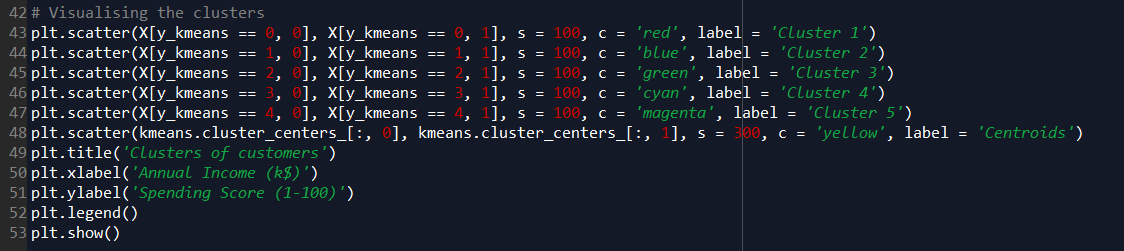 42 # Visualising the clusters
43 plt.scatter(X[y_kmeans == 0, 0], X[y_kmeans == 0, 1], s = 100, c = 'red', label = 'Cluster 1')
44 plt.scatter(X[y_kmeans == 1, 0], X[y_kmeans == 1, 1], s = 100, c = 'blue', label = 'Cluster 2')
45 plt.scatter(X[y_kmeans == 2, 0], X[y_kmeans == 2, 1], s = 100, c = 'green', label = 'Cluster 3')
46 plt.scatter(X[y_kmeans == 3, 0], X[y_kmeans == 3, 1], s = 100, c = 'cyan', label = 'Cluster 4')
47 plt.scatter(X[y_kmeans == 4, 0], X[y_kmeans == 4, 1], s = 100, c = 'magenta', label = 'Cluster 5')
48 plt.scatter(kmeans.cluster_centers_[:, 0], kmeans.cluster_centers_[:, 1], s = 300, c = 'yellow', label = 'Centroids')
49 plt.title('Clusters of customers')
50 plt.xlabel('Annual Income (k$)')
51 plt.ylabel('Spending Score (1-100)')
52 plt.legend()
53 plt.show()